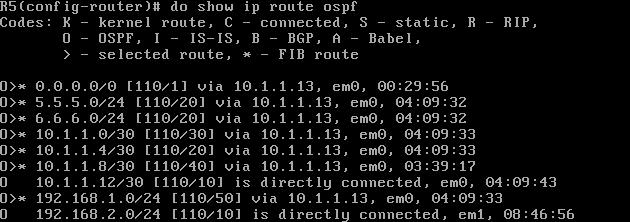 R5(config-router)# do show ip route ospf
Codes: K - kernel route, C - connected, S - static, R - RIP,
       O - OSPF, I - IS-IS, B - BGP, A - Babel,
       > - selected route, * - FIB route
O>* 0.0.0.0/0 [110/1] via 10.1.1.13, em0, 00:29:56
O>* 5.5.5.0/24 [110/20] via 10.1.1.13, em0, 04:09:32
O>* 6.6.6.0/24 [110/20] via 10.1.1.13, em0, 04:09:32
O>* 10.1.1.0/30 [110/30] via 10.1.1.13, em0, 04:09:33
O>* 10.1.1.4/30 [110/20] via 10.1.1.13, em0, 04:09:33
O>* 10.1.1.8/30 [110/40] via 10.1.1.13, em0, 03:39:17
O   10.1.1.12/30 [110/10] is directly connected, em0, 04:09:43
O>* 192.168.1.0/24 [110/50] via 10.1.1.13, em0, 04:09:33
O   192.168.2.0/24 [110/10] is directly connected, em1, 08:46:56